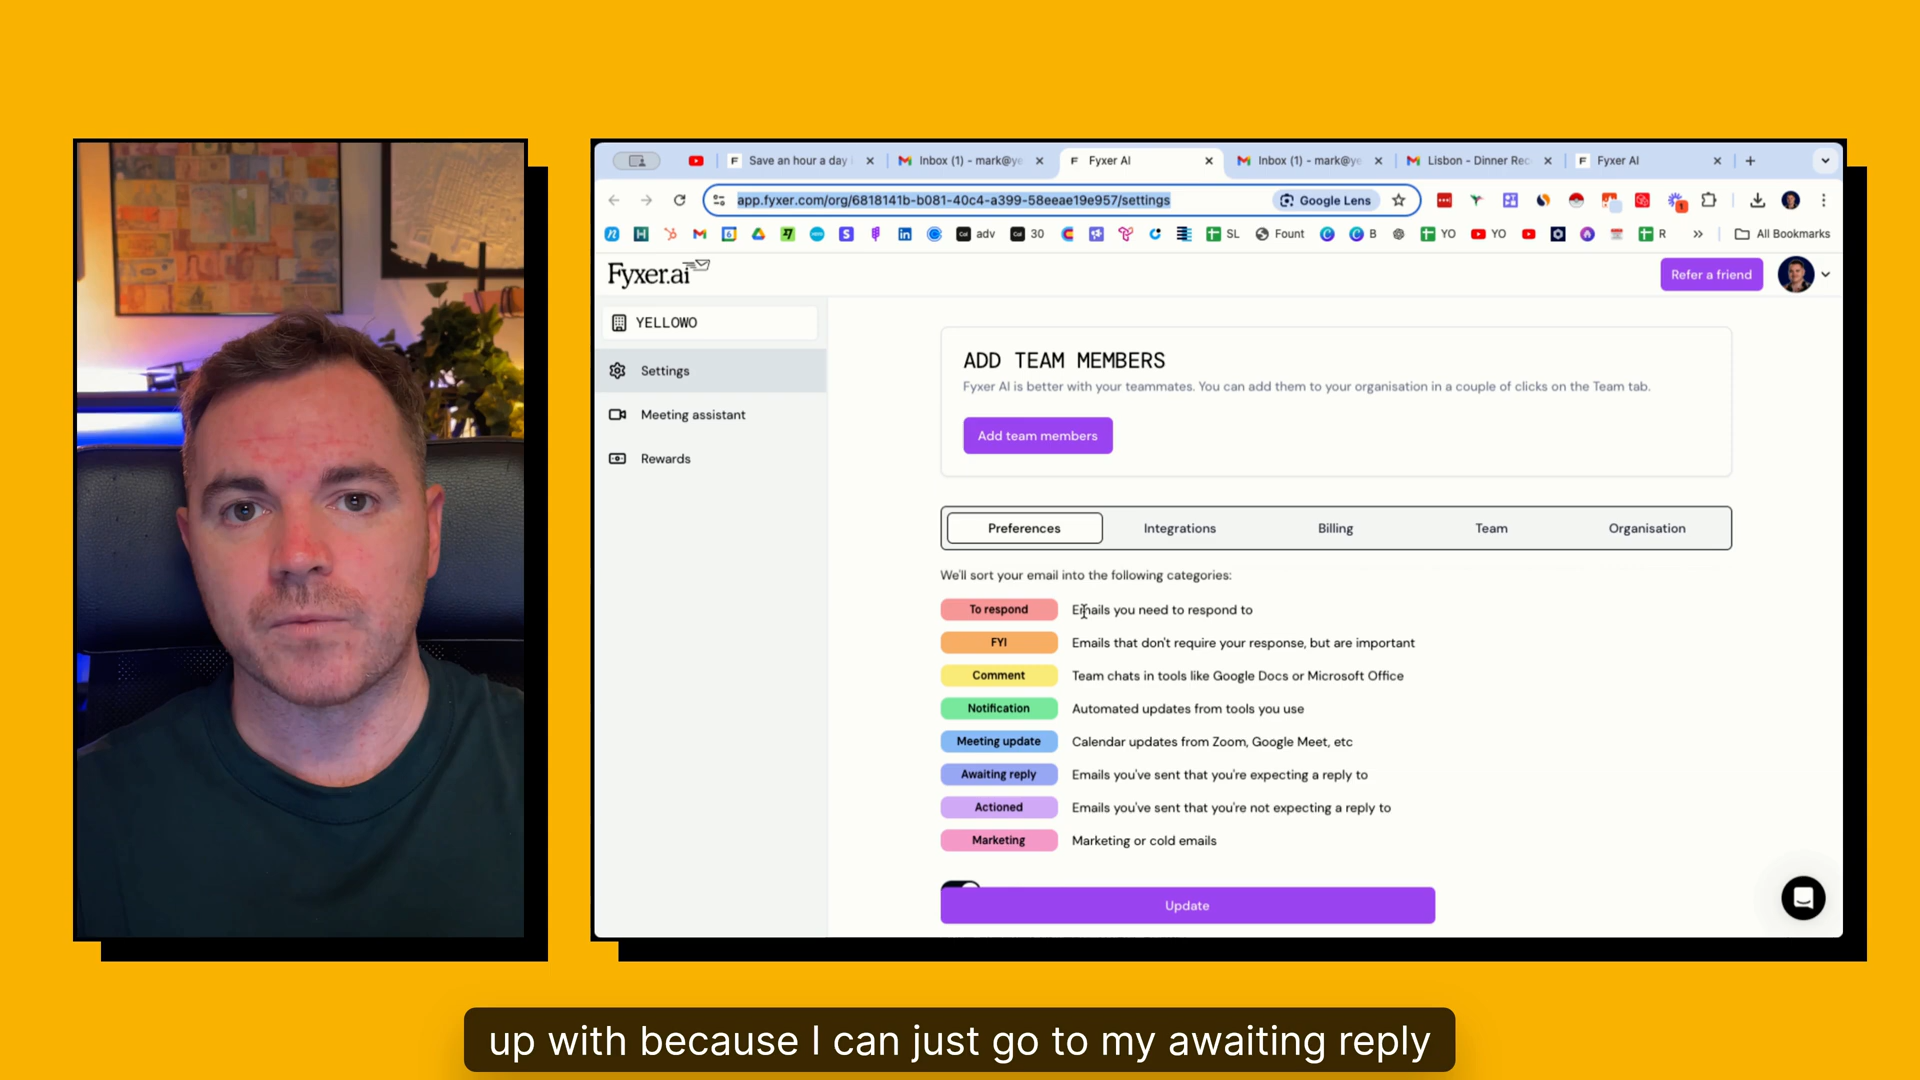 Save an hour a day
Inbox (1) - mark@ye
Fyxer AI
Inbox (1) - mark@ye
Lisbon - Dinner Rec
Fyxer AI
app.fyxer.com/org/6818141b-b081-40c4-a399-58eeae19e957/settings
Google Lens
adv
30
SL
Fount
B
YO
YO
R
All Bookmarks
Fyxer.ai
Refer a friend
YELLOWO
Settings
Meeting assistant
Rewards
ADD TEAM MEMBERS
Fyxer AI is better with your teammates. You can add them to your organisation in a couple of clicks on the Team tab.
Add team members
Preferences
Integrations
Billing
Team
Organisation
We'll sort your email into the following categories:
To respond Emails you need to respond to
FYI Emails that don't require your response, but are important
Comment Team chats in tools like Google Docs or Microsoft Office
Notification Automated updates from tools you use
Meeting update Calendar updates from Zoom, Google Meet, etc
Awaiting reply Emails you've sent that you're expecting a reply to
Actioned Emails you've sent that you're not expecting a reply to
Marketing Marketing or cold emails
Update
up with because I can just go to my awaiting reply